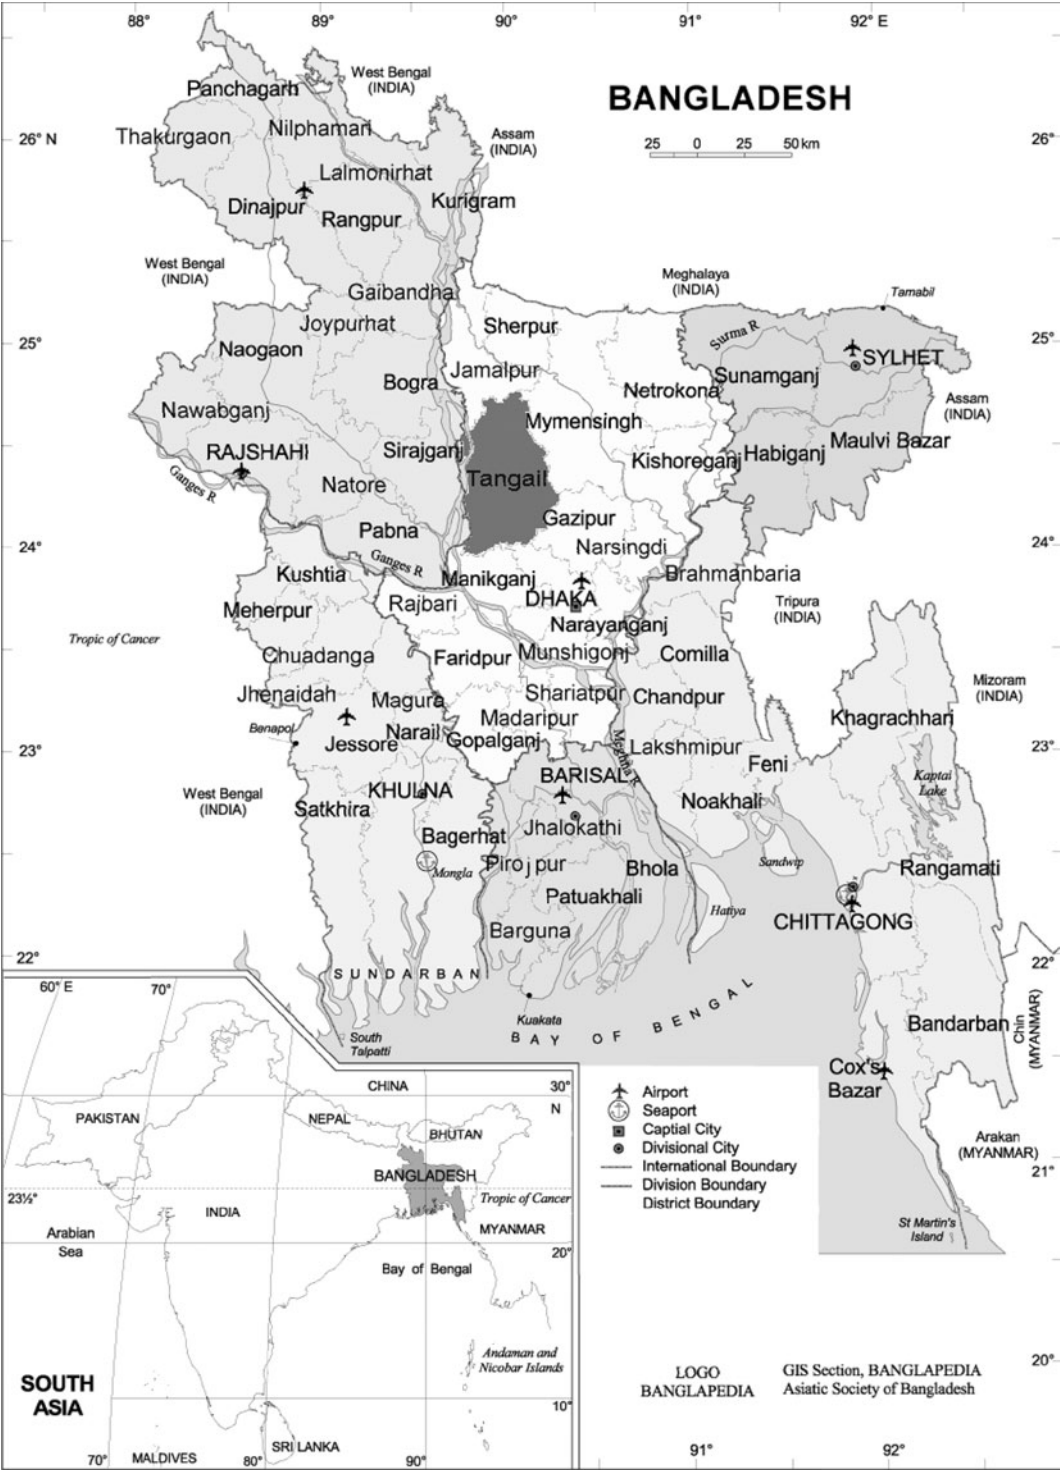 88°
89°
90°
91°
92° E
BANGLADESH
25 0 25 50 km
26° N
26°
25°
25°
24°
24°
23°
23°
22°
22°
21°
20°
91°
92°
West Bengal
(INDIA)
Assam
(INDIA)
Panchagarh
Nilphamari
Thakurgaon
Lalmonirhat
Kurigram
Dinajpur
Rangpur
West Bengal
(INDIA)
Meghalaya
(INDIA)
Tamabil
Gaibandha
Joypurhat
Sherpur
Surma R
SYLHET
Naogaon
Jamalpur
Bogra
Netrokona
Sunamganj
Assam
(INDIA)
Nawabganj
Mymensingh
RAJSHAHI
Sirajganj
Kishoreganj
Habiganj
Maulvi Bazar
Ganges R
Natore
Tangail
Pabna
Gazipur
Narsingdi
Ganges R
Kushtia
Manikganj
DHAKA
Brahmanbaria
Meherpur
Rajbari
Narayanganj
Tripura
(INDIA)
Tropic of Cancer
Chuadanga
Faridpur
Munshigonj
Comilla
Jhenaidah
Magura
Shariatpur
Chandpur
Mizoram
(INDIA)
Benapol
Narail
Madaripur
Khagrachhari
Jessore
Gopalganj
Meghna R
Lakshmipur
Feni
West Bengal
(INDIA)
KHULNA
BARISAL
Kaptai
Lake
Satkhira
Noakhali
Bagerhat
Jhalokathi
Mongla
Pirojpur
Bhola
Sandwip
Rangamati
Patuakhali
Hatiya
CHITTAGONG
Barguna
SUNDARBAN
Kuakata
BAY OF BENGAL
South
Talpatti
Bandarban
Chin
(MYANMAR)
Cox's
Bazar
Arakan
(MYANMAR)
St Martin's
Island
Airport
Seaport
Captial City
Divisional City
International Boundary
Division Boundary
District Boundary
60° E
70°
CHINA
30°
N
PAKISTAN
NEPAL
BHUTAN
BANGLADESH
23½°
Tropic of Cancer
INDIA
MYANMAR
Arabian
Sea
20°
Bay of Bengal
Andaman and
Nicobar Islands
SOUTH
ASIA
10°
SRI LANKA
70°
MALDIVES
80°
90°
LOGO
BANGLAPEDIA
GIS Section, BANGLAPEDIA
Asiatic Society of Bangladesh